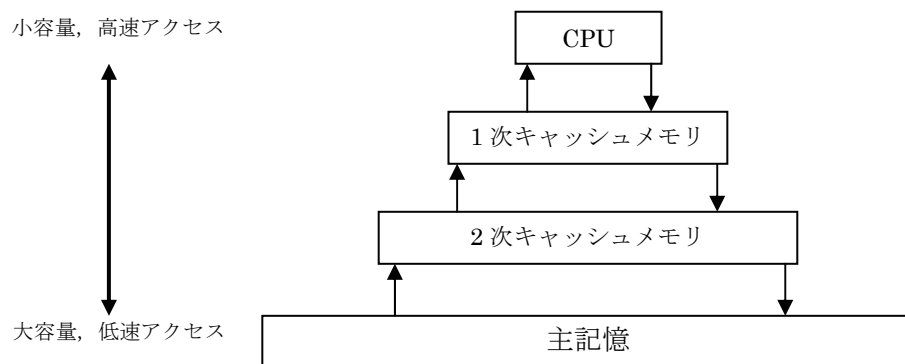 小容量，高速アクセス
CPU
1 次キャッシュメモリ
2 次キャッシュメモリ
大容量，低速アクセス
主記憶